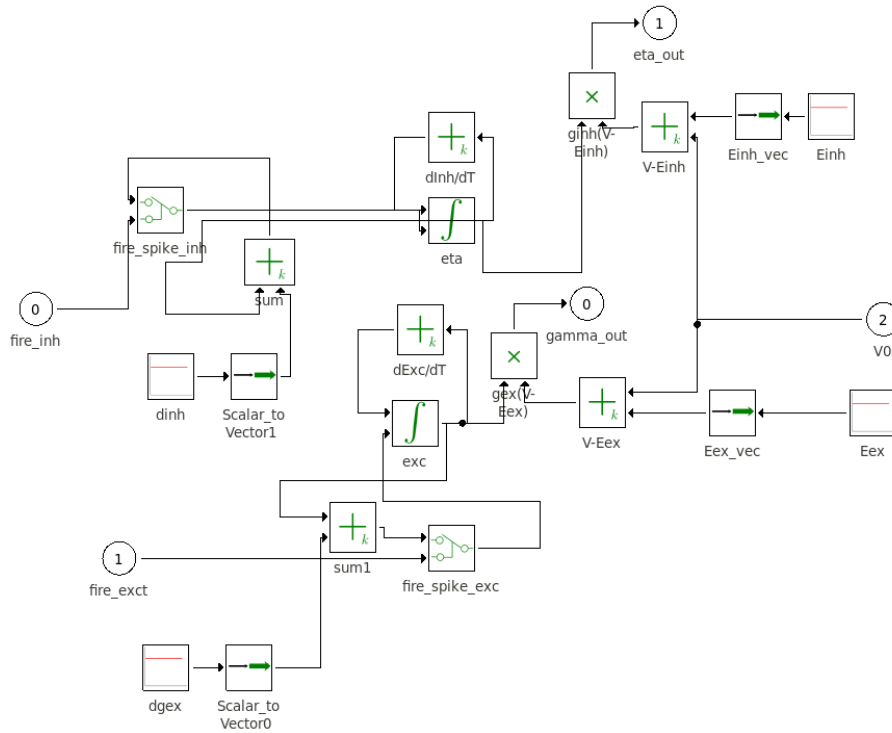 1
eta_out
×
ginh(V-
Einh)
+k
V-Einh
Einh_vec
Einh
+k
dInh/dT
∫
eta
fire_spike_inh
+k
sum
0
fire_inh
dinh
Scalar_to
Vector1
+k
dExc/dT
0
gamma_out
×
gex(V-
Eex)
2
V0
+k
V-Eex
Eex_vec
Eex
∫
exc
+k
sum1
fire_spike_exc
1
fire_exct
dgex
Scalar_to
Vector0